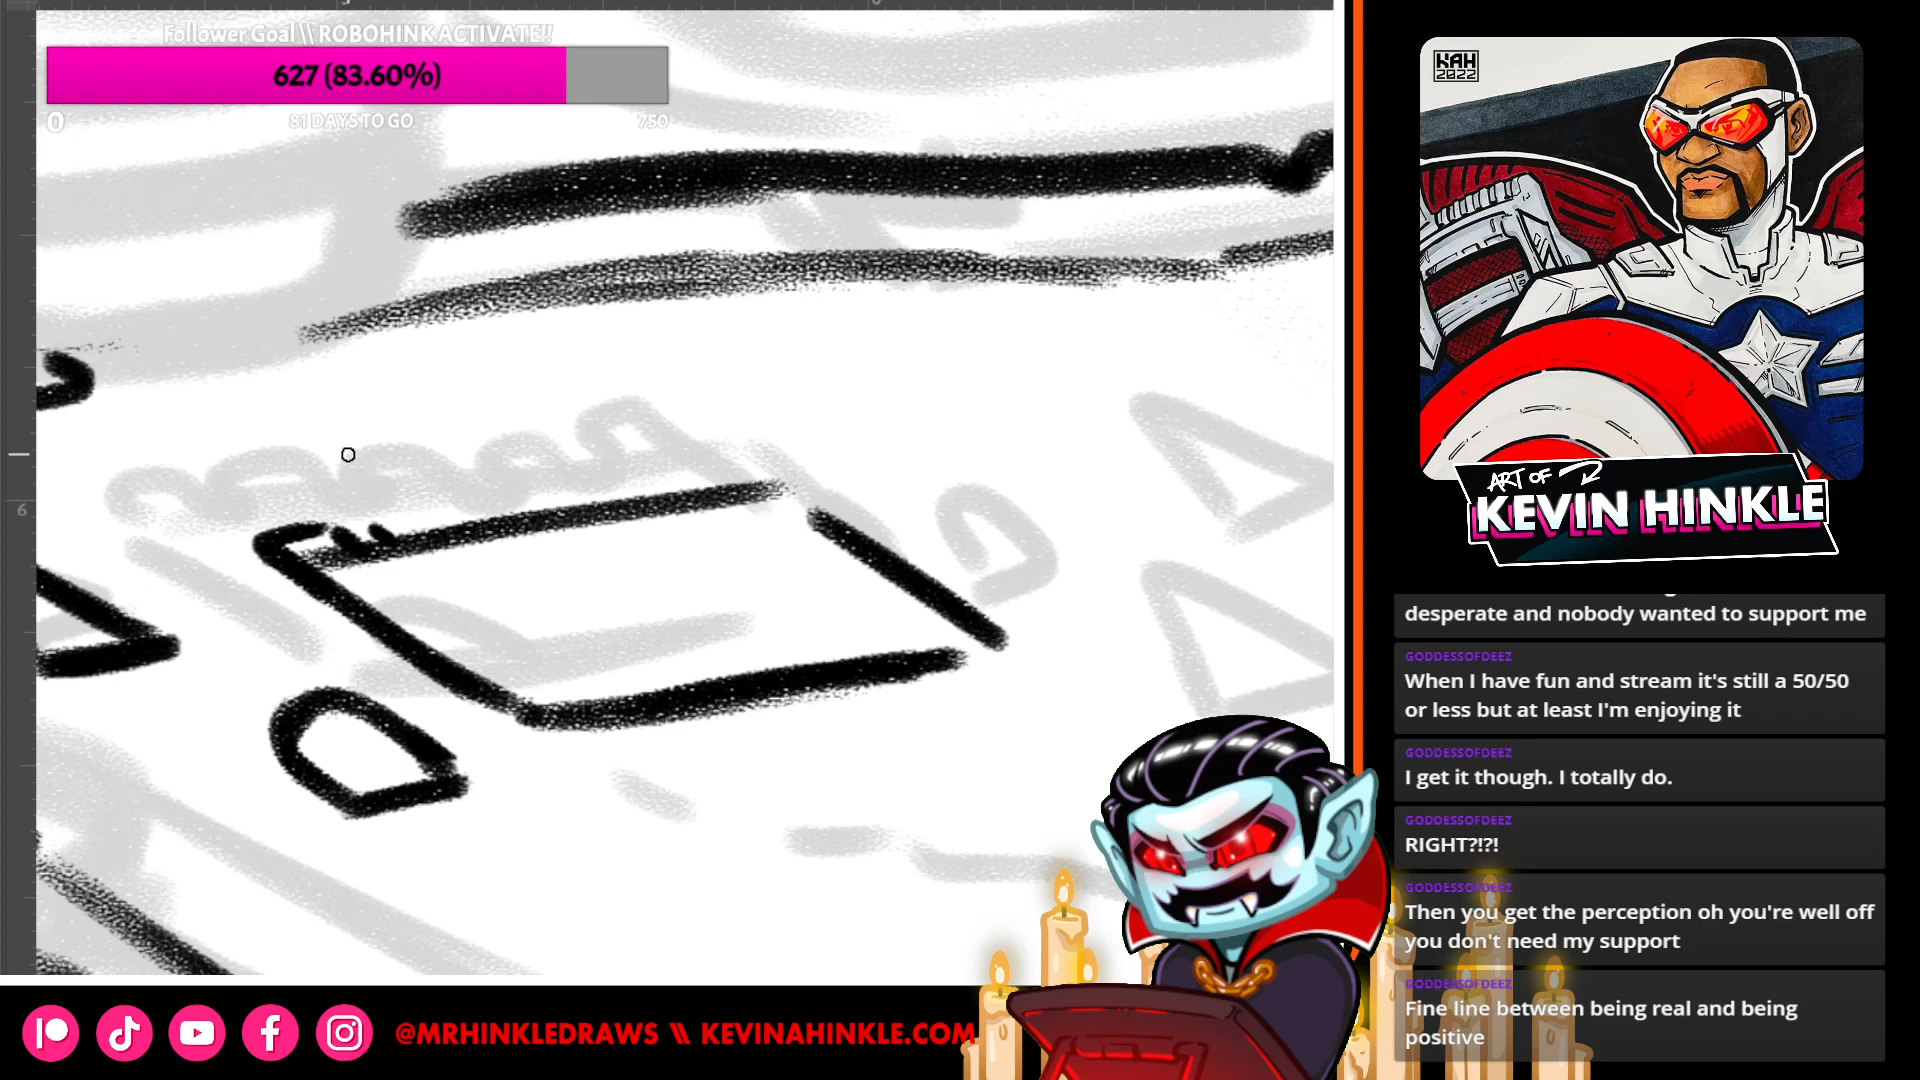 Follower Goal \\ ROBOHINK ACTIVATE!!
627 (83.60%)
0
81 DAYS TO GO
750
6
KAH
2022
ART OF
KEVIN HINKLE
desperate and nobody wanted to support me
GODDESSOFDEEZ
When I have fun and stream it's still a 50/50
or less but at least I'm enjoying it
GODDESSOFDEEZ
I get it though. I totally do.
GODDESSOFDEEZ
RIGHT?!?!
GODDESSOFDEEZ
Then you get the perception oh you're well off
you don't need my support
GODDESSOFDEEZ
Fine line between being real and being
positive
@MRHINKLEDRAWS \\ KEVINAHINKLE.COM